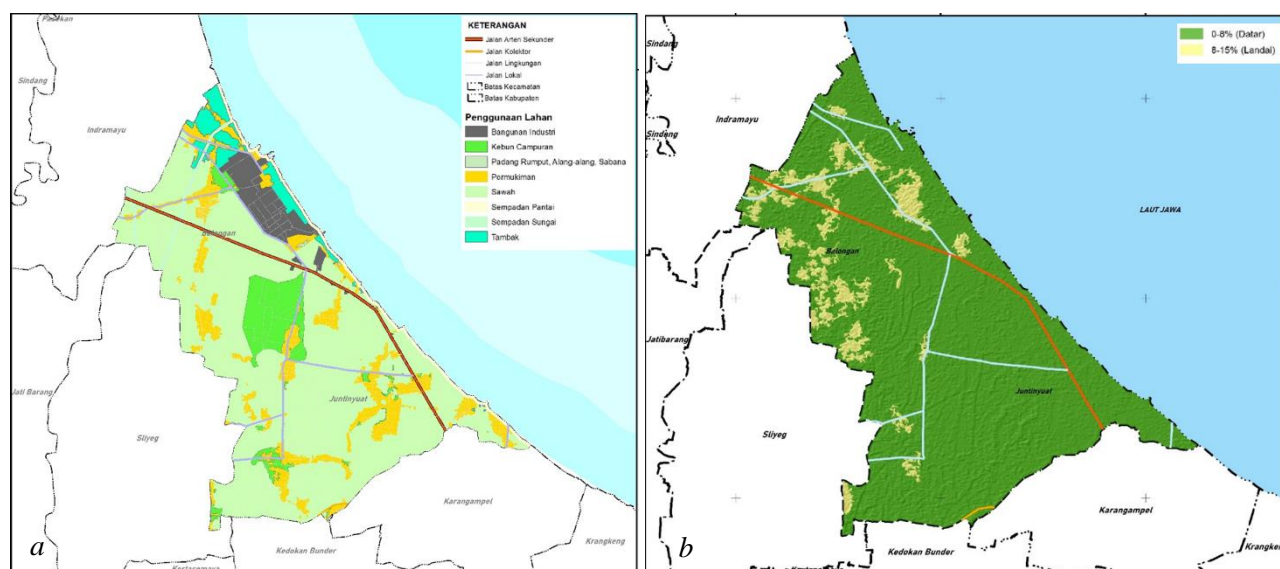 Pasekan
Sindang
Indramayu
Balongan
Jati Barang
Sliyeg
Juntinyuat
Karangampel
Krangkeng
Kedokan Bunder
KETERANGAN
Jalan Arteri Sekunder
Jalan Kolektor
Jalan Lingkungan
Jalan Lokal
Batas Kecamatan
Batas Kabupaten
Penggunaan Lahan
Bangunan Industri
Kebun Campuran
Padang Rumput, Alang-alang, Sabana
Permukiman
Sawah
Sempadan Pantai
Sempadan Sungai
Tambak
a
Sindang
Indramayu
Sindang
0-8% (Datar)
8-15% (Landai)
LAUT JAWA
Balongan
Jatibarang
Juntinyuat
Sliyeg
Karangampel
Krangkeng
Kedokan Bunder
b